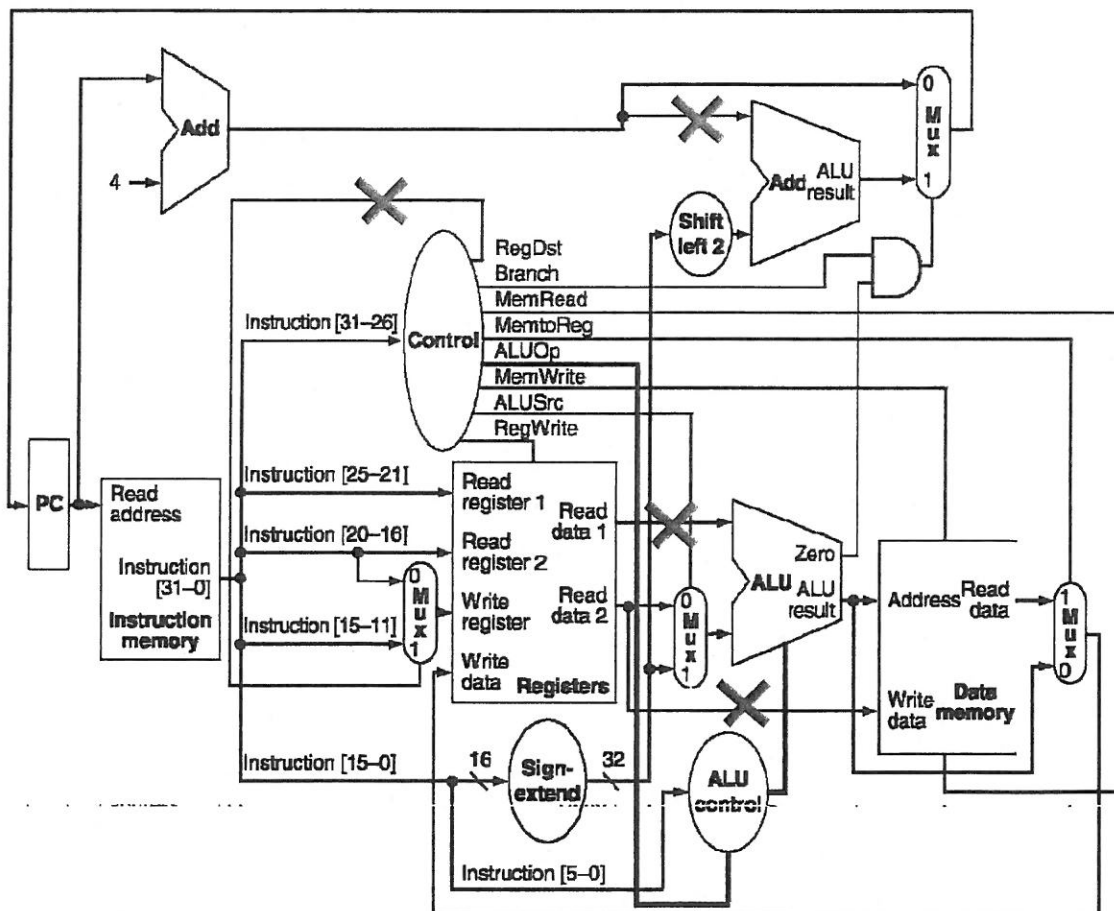 Add
4
0
Mux
1
Add
ALU
result
Shift
left 2
RegDst
Branch
MemRead
MemtoReg
ALUOp
MemWrite
ALUSrc
RegWrite
Instruction [31–26]
Control
PC
Read
address
Instruction
[31–0]
Instruction
memory
Instruction [25–21]
Instruction [20–16]
Instruction [15–11]
0
Mux
1
Read
register 1
Read
register 2
Write
register
Write
data
Read
data 1
Read
data 2
Registers
0
Mux
1
Zero
ALU
ALU
result
Address
Read
data
Write
data
Data
memory
1
Mux
0
Instruction [15–0]
16
Sign-
extend
32
ALU
control
Instruction [5–0]